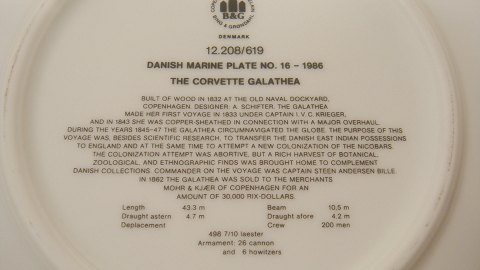 B&G
BING & GRØNDAHL
DENMARK
12.208/619
DANISH MARINE PLATE NO. 16 - 1986
THE CORVETTE GALATHEA
BUILT OF WOOD IN 1832 AT THE OLD NAVAL DOCKYARD,
COPENHAGEN. DESIGNER: A. SCHIFTER. THE GALATHEA
MADE HER FIRST VOYAGE IN 1833 UNDER CAPTAIN I.V.C. KRIEGER,
AND IN 1843 SHE WAS COPPER-SHEATHED IN CONNECTION WITH A MAJOR OVERHAUL.
DURING THE YEARS 1845-47 THE GALATHEA CIRCUMNAVIGATED THE GLOBE. THE PURPOSE OF THIS
VOYAGE WAS, BESIDES SCIENTIFIC RESEARCH, TO TRANSFER THE DANISH EAST INDIAN POSSESSIONS
TO ENGLAND AND AT THE SAME TIME TO ATTEMPT A NEW COLONIZATION OF THE NICOBARS.
THE COLONIZATION ATTEMPT WAS ABORTIVE, BUT A RICH HARVEST OF BOTANICAL,
ZOOLOGICAL, AND ETHNOGRAPHIC FINDS WAS BROUGHT HOME TO COMPLEMENT
DANISH COLLECTIONS. COMMANDER ON THE VOYAGE WAS CAPTAIN STEEN ANDERSEN BILLE.
IN 1862 THE GALATHEA WAS SOLD TO THE MERCHANTS
MOHR & KJÆR OF COPENHAGEN FOR AN
AMOUNT OF 30,000 RIX-DOLLARS.
Length 43.3 m Beam 10,5 m
Draught astern 4.7 m Draught afore 4.2 m
Deplacement Crew 200 men
498 7/10 laester
Armament: 26 cannon
and 6 howitzers